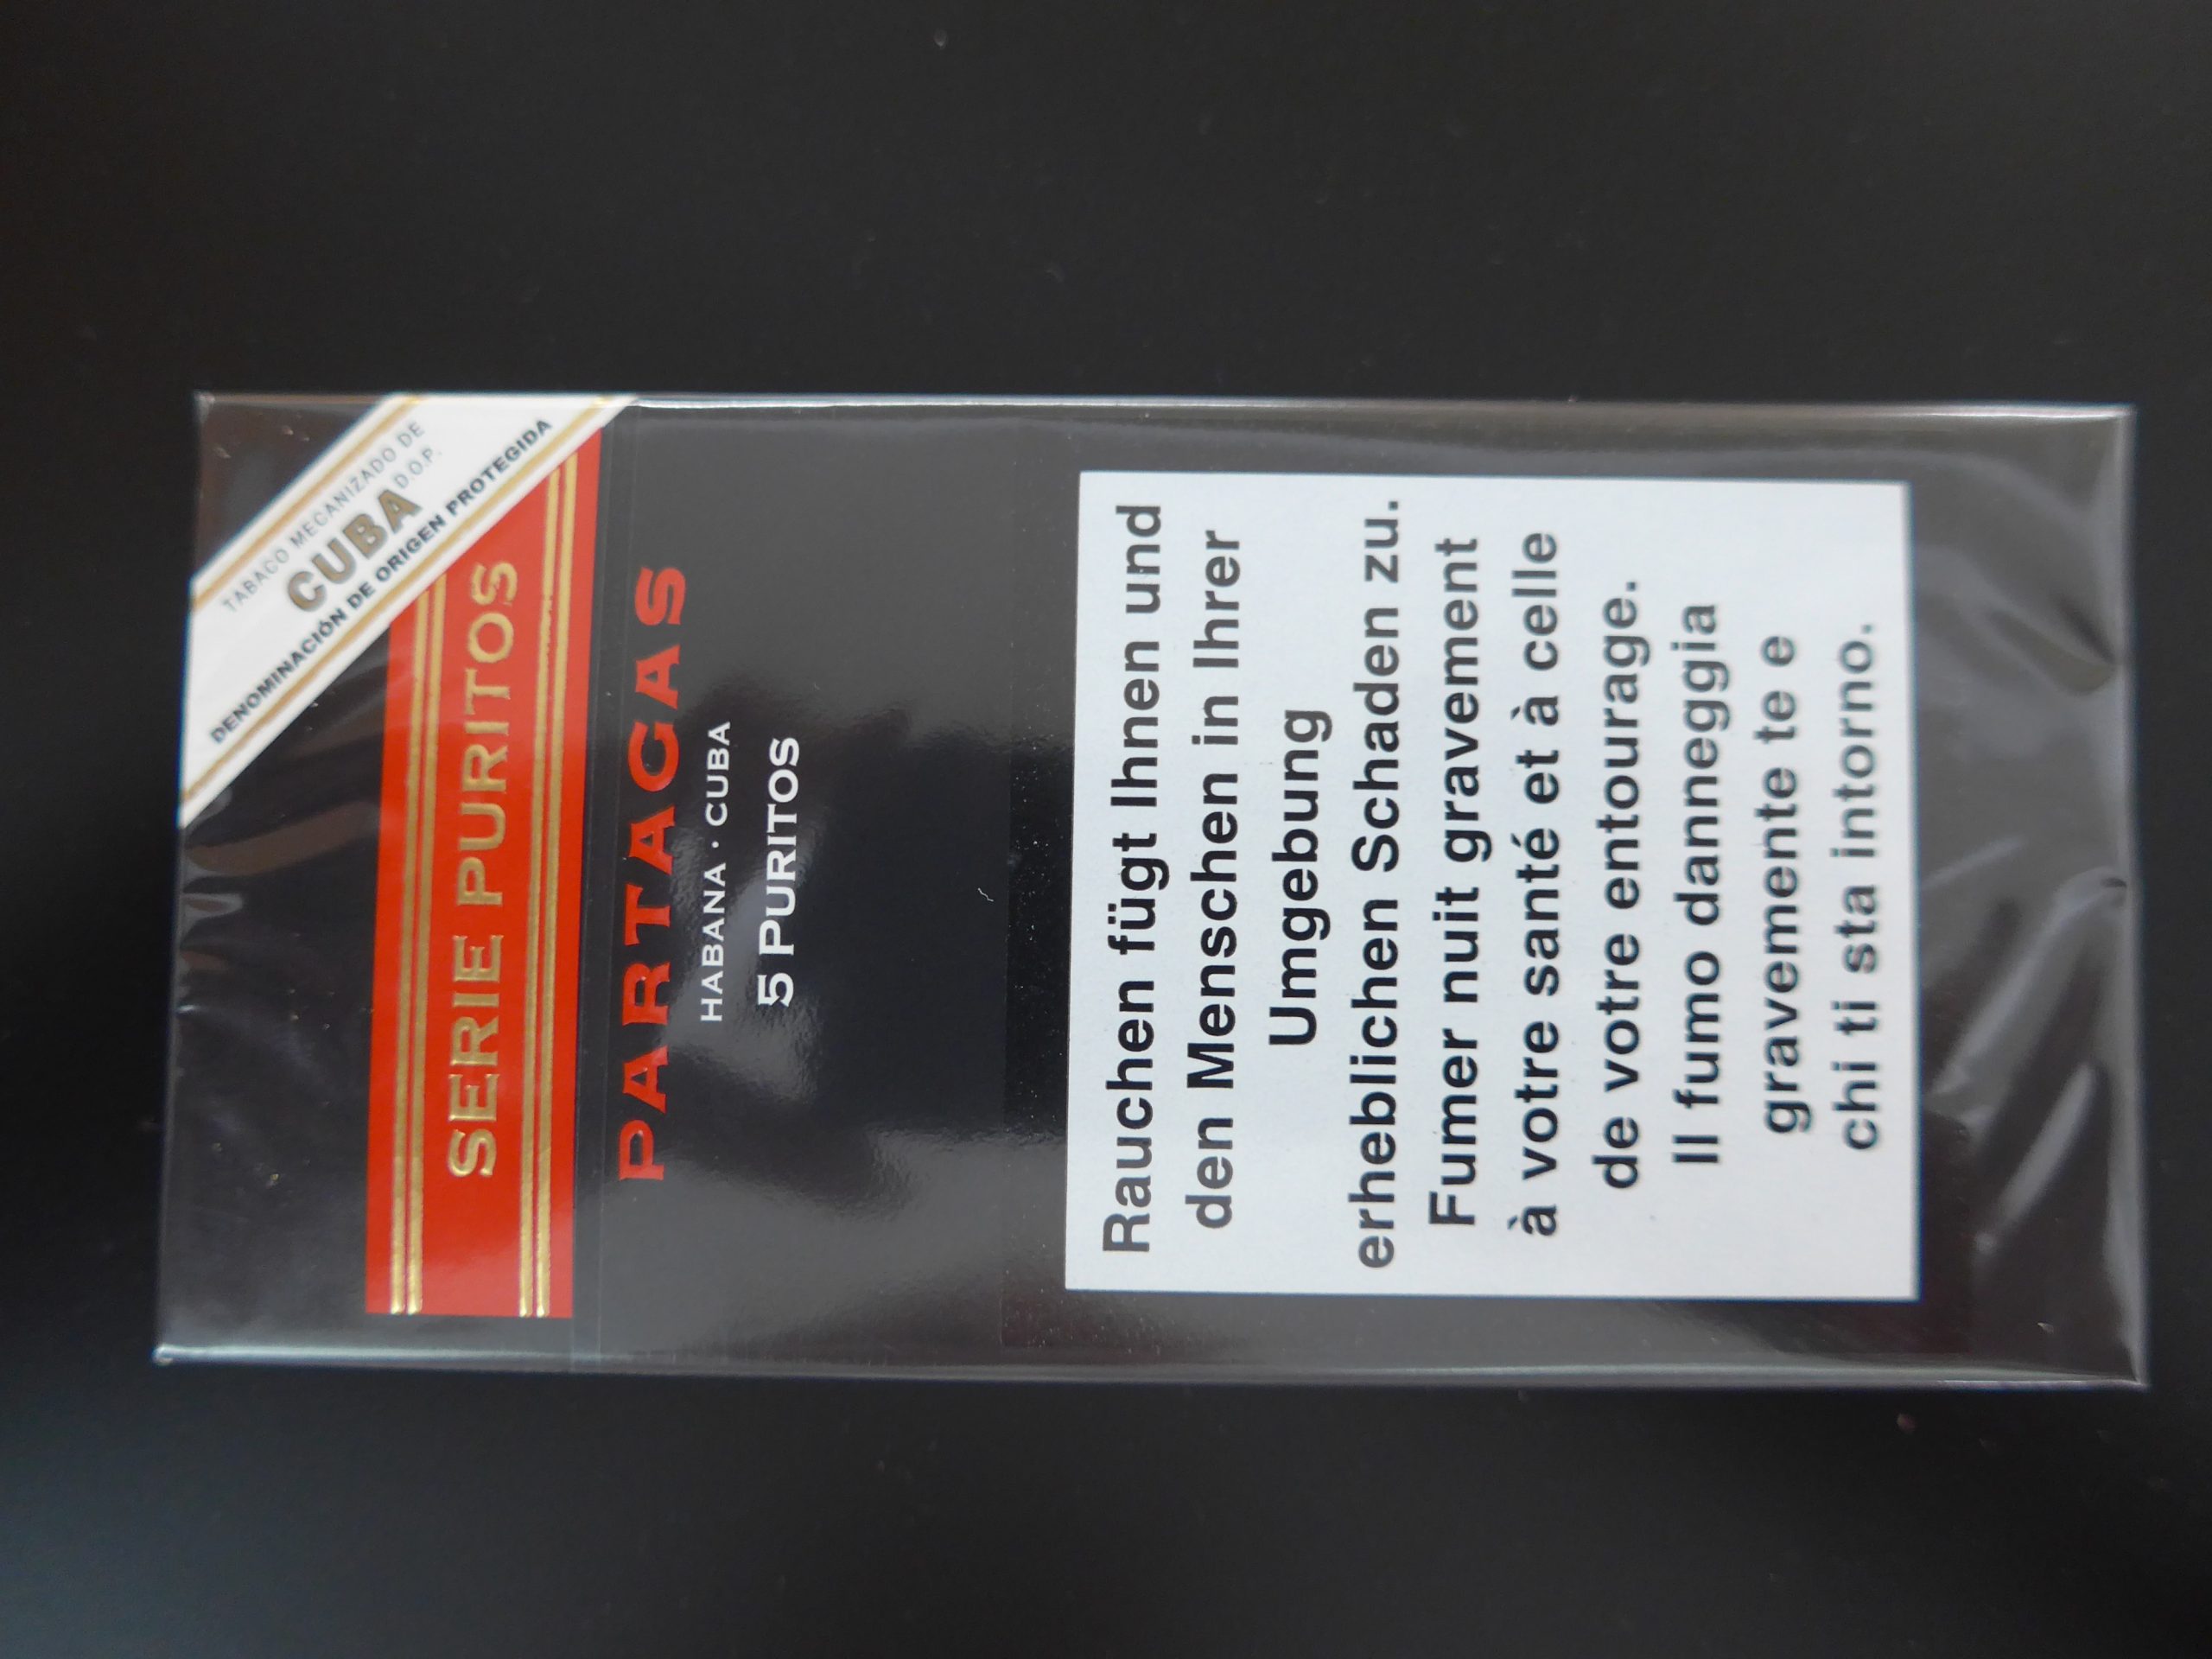 TABACO MECANIZADO DE
CUBA D.O.P.
DENOMINACIÓN DE ORIGEN PROTEGIDA
SERIE PURITOS
PARTAGAS
HABANA · CUBA
5 PURITOS
Rauchen fügt Ihnen und
den Menschen in Ihrer
Umgebung
erheblichen Schaden zu.
Fumer nuit gravement
à votre santé et à celle
de votre entourage.
Il fumo danneggia
gravemente te e
chi ti sta intorno.